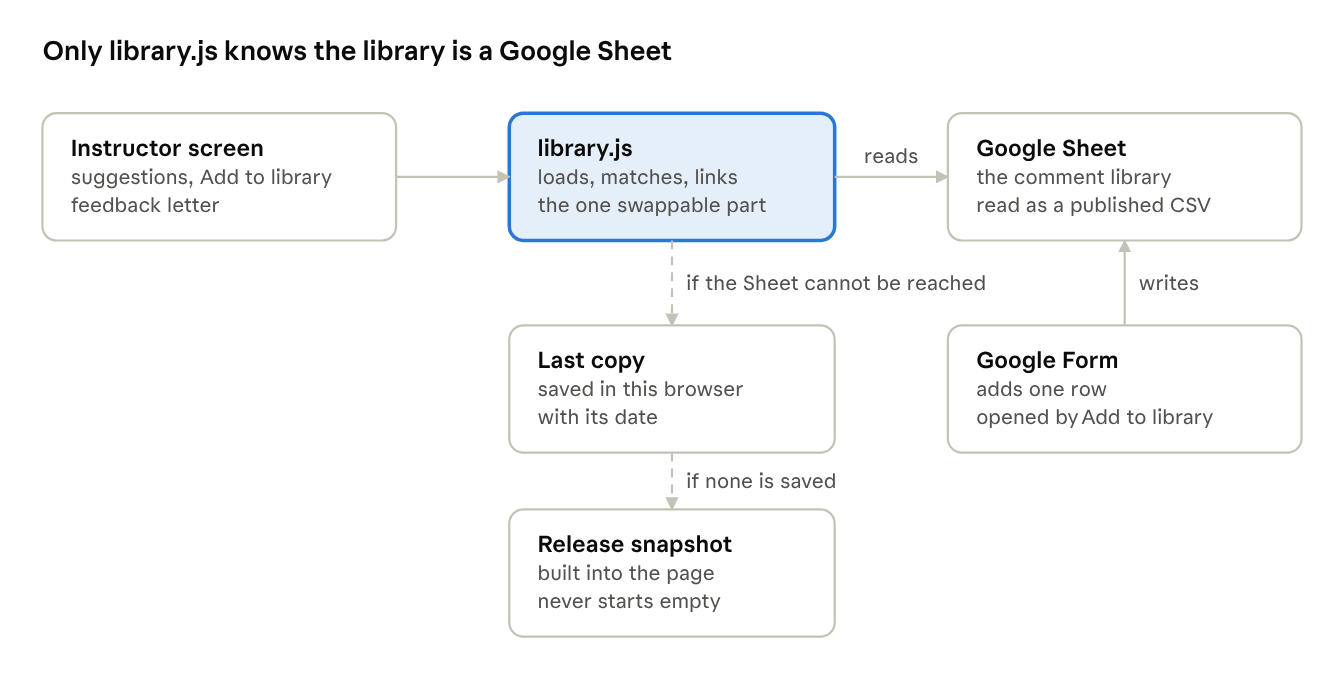 Only library.js knows the library is a Google Sheet
Instructor screen
suggestions, Add to library
feedback letter
library.js
loads, matches, links
the one swappable part
reads
Google Sheet
the comment library
read as a published CSV
if the Sheet cannot be reached
writes
Last copy
saved in this browser
with its date
Google Form
adds one row
opened by Add to library
if none is saved
Release snapshot
built into the page
never starts empty